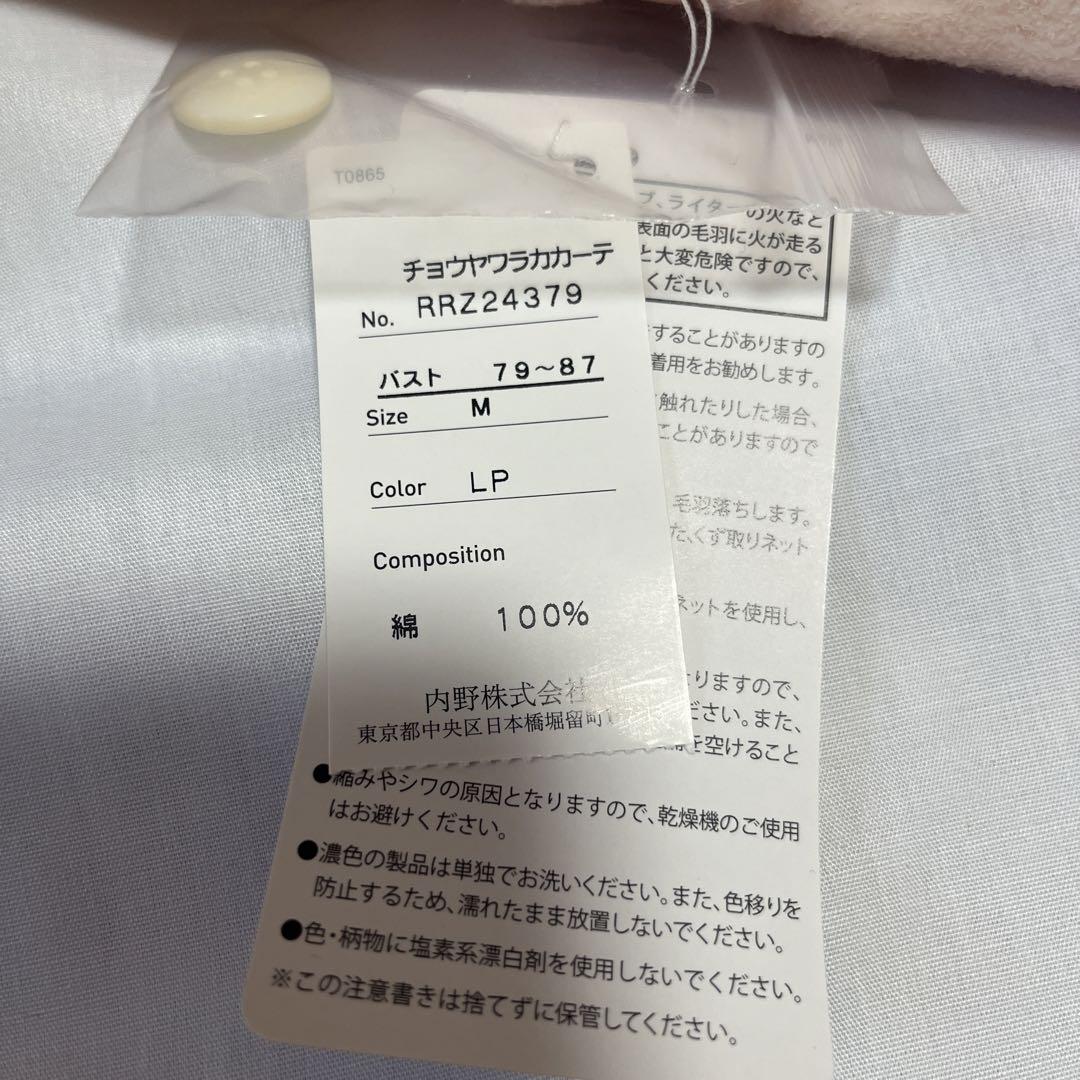 T0865
チョウヤワラカカーテ
No. RRZ24379
バスト 79～87
Size M
Color LP
Composition
綿 100%
内野株式会社
東京都中央区日本橋堀留町
ブ、ライターの火など
表面の毛羽に火が走る
と大変危険ですので、
ください。
することがありますの
着用をお勧めします。
触れたりした場合、
ことがありますので
毛羽落ちします。
た、くず取りネット
ネットを使用し、
りますので、
ださい。また、
を空けること
●縮みやシワの原因となりますので、乾燥機のご使用
はお避けください。
●濃色の製品は単独でお洗いください。また、色移りを
防止するため、濡れたまま放置しないでください。
●色・柄物に塩素系漂白剤を使用しないでください。
※この注意書きは捨てずに保管してください。